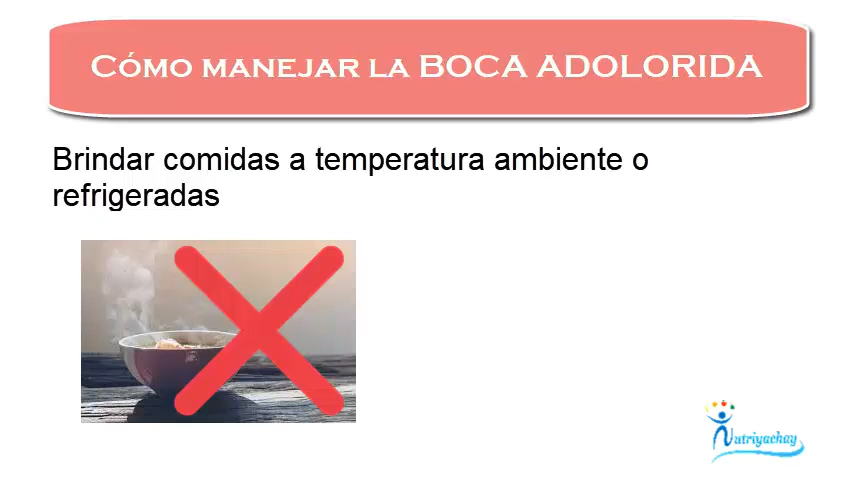 Cómo manejar la BOCA ADOLORIDA
Brindar comidas a temperatura ambiente o
refrigeradas
Nutriyachay